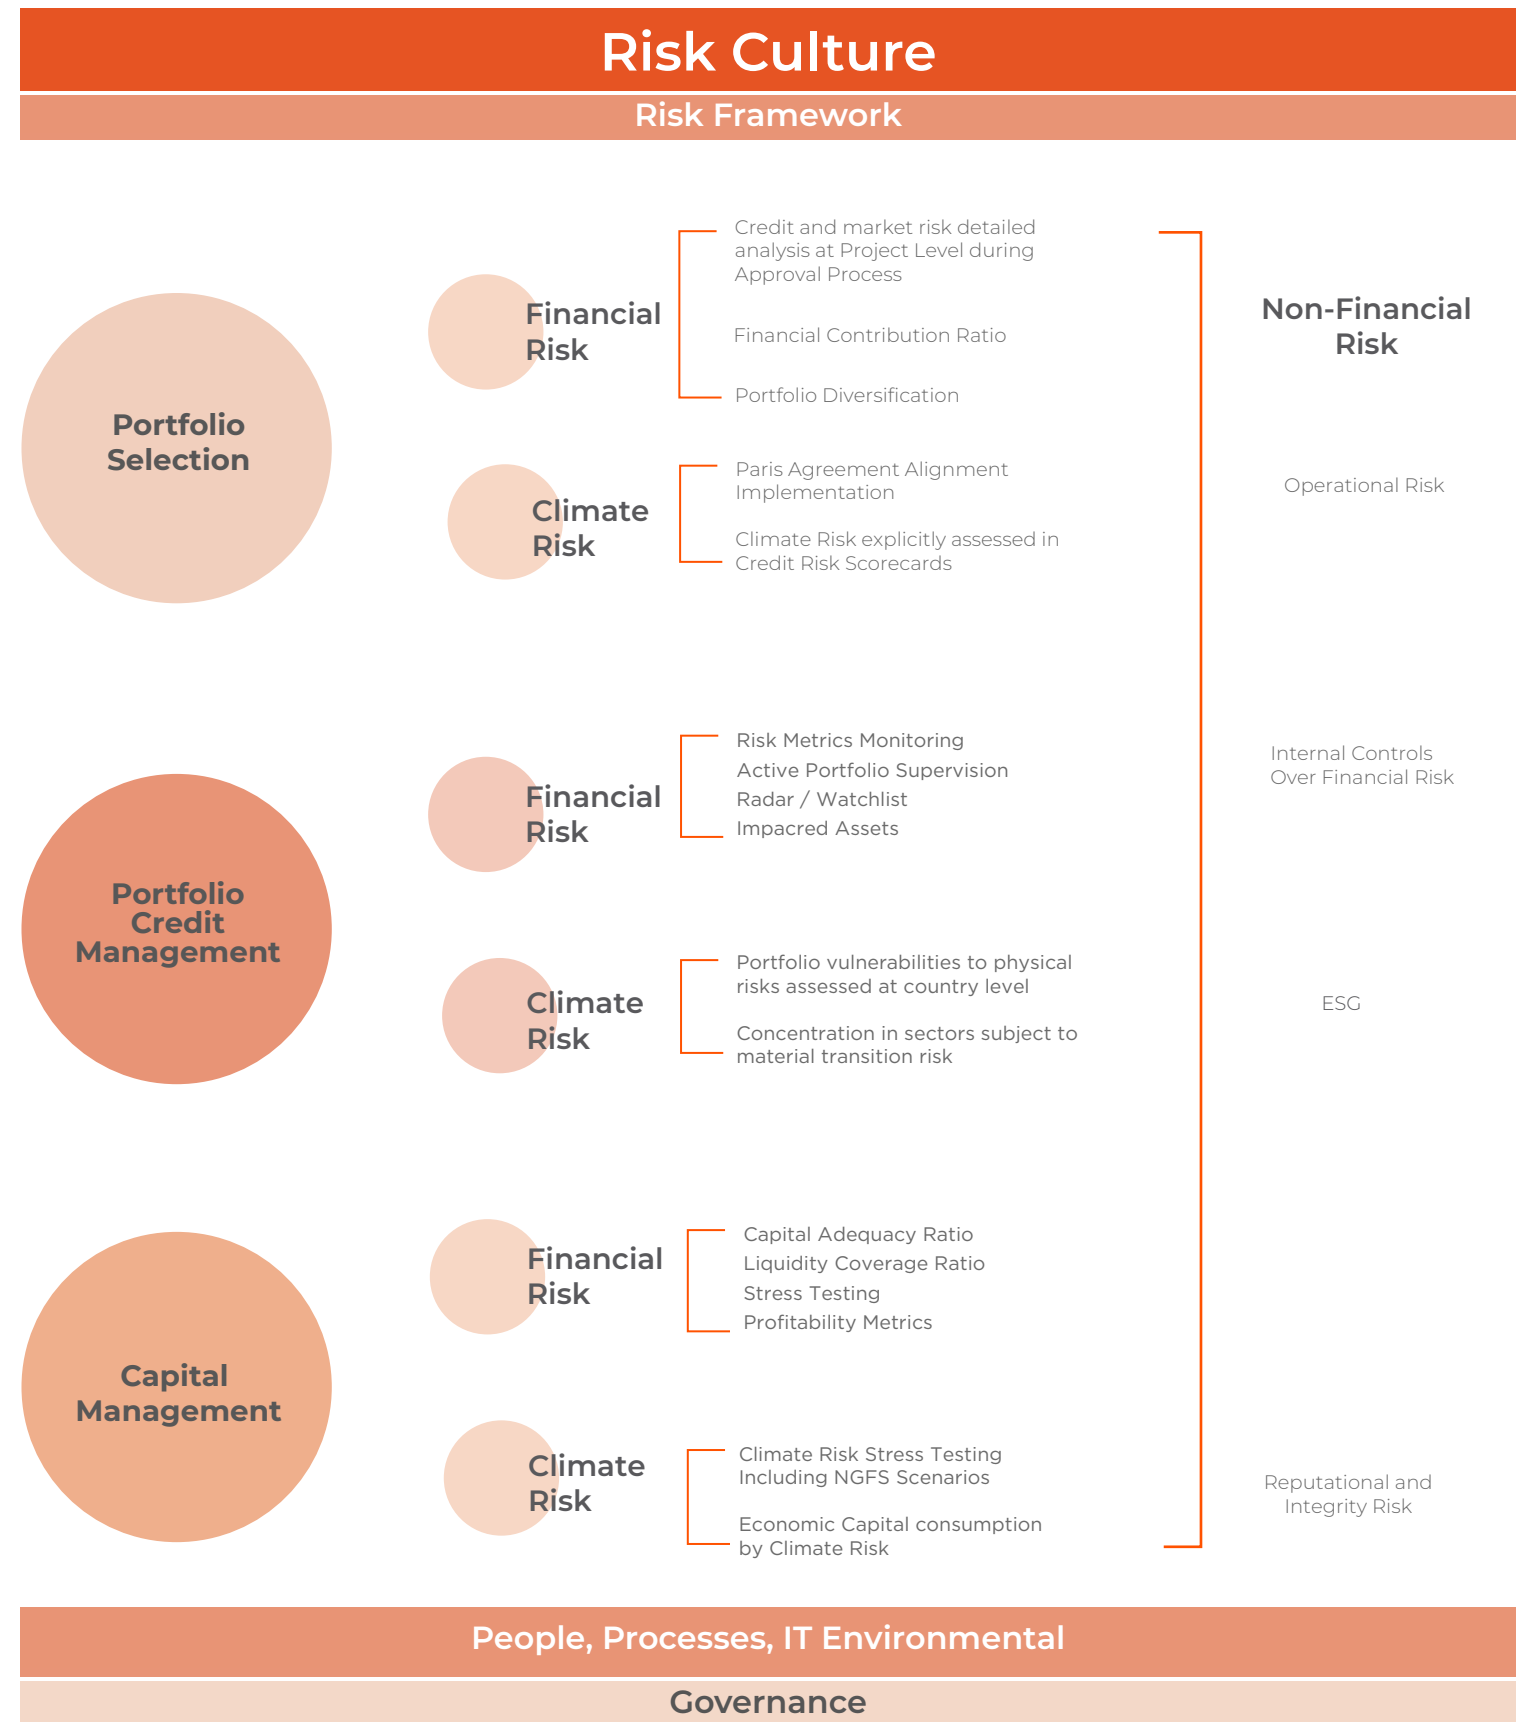 Risk Culture
Risk Framework
Portfolio
Selection
Financial
Risk
Credit and market risk detailed
analysis at Project Level during
Approval Process
Financial Contribution Ratio
Portfolio Diversification
Climate
Risk
Paris Agreement Alignment
Implementation
Climate Risk explicitly assessed in
Credit Risk Scorecards
Portfolio
Credit
Management
Financial
Risk
Risk Metrics Monitoring
Active Portfolio Supervision
Radar / Watchlist
Impacred Assets
Climate
Risk
Portfolio vulnerabilities to physical
risks assessed at country level
Concentration in sectors subject to
material transition risk
Capital
Management
Financial
Risk
Capital Adequacy Ratio
Liquidity Coverage Ratio
Stress Testing
Profitability Metrics
Climate
Risk
Climate Risk Stress Testing
Including NGFS Scenarios
Economic Capital consumption
by Climate Risk
Non-Financial
Risk
Operational Risk
Internal Controls
Over Financial Risk
ESG
Reputational and
Integrity Risk
People, Processes, IT Environmental
Governance